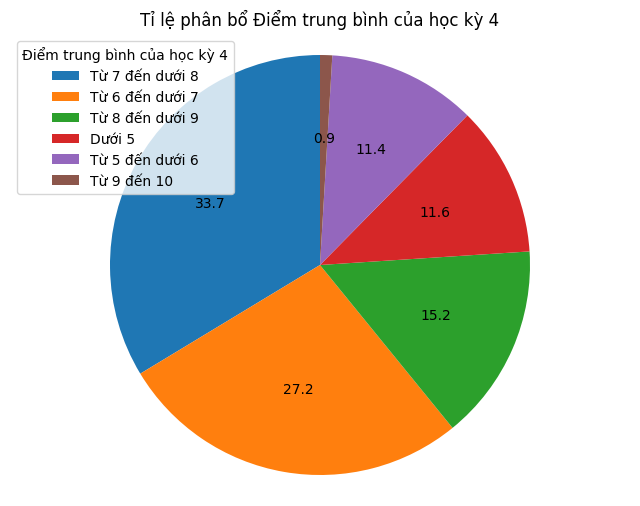 Tỉ lệ phân bổ Điểm trung bình của học kỳ 4
Điểm trung bình của học kỳ 4
Từ 7 đến dưới 8
Từ 6 đến dưới 7
Từ 8 đến dưới 9
Dưới 5
Từ 5 đến dưới 6
Từ 9 đến 10
0.9
11.4
33.7
11.6
15.2
27.2